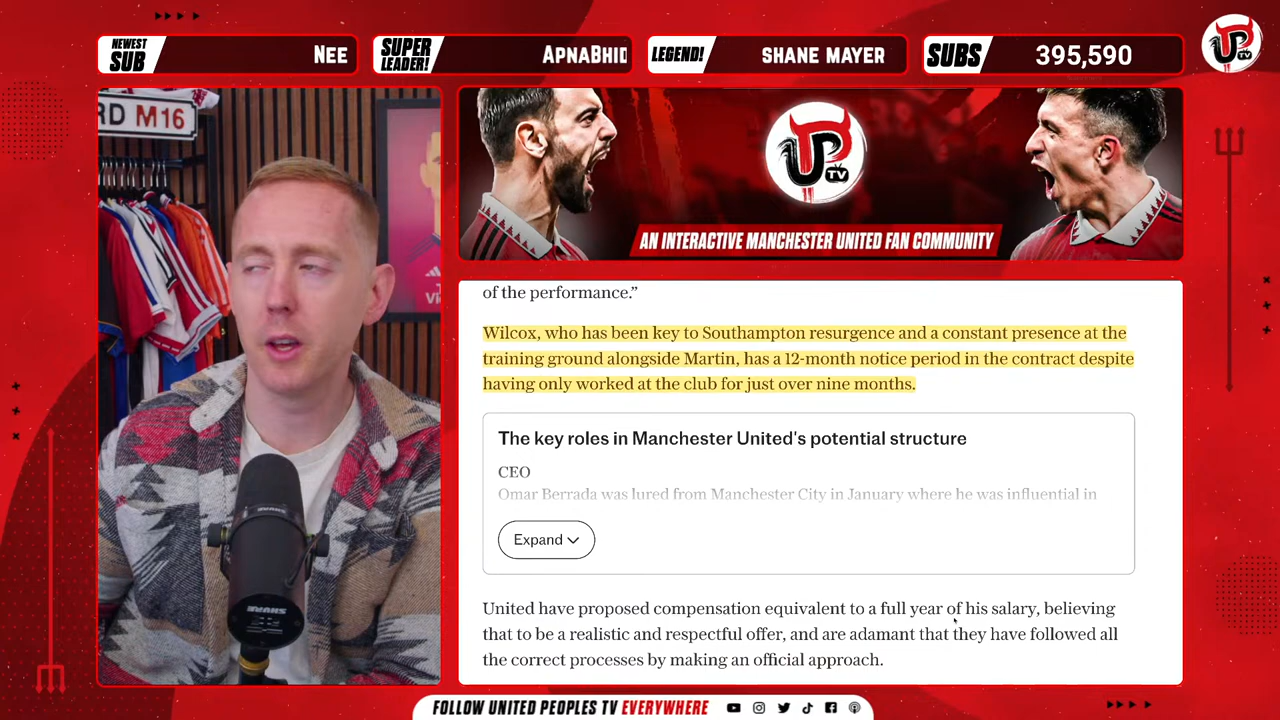 NEWEST SUB
NEE
SUPER LEADER!
APNABHID
LEGEND!
SHANE MAYER
SUBS
395,590
UP TV
RD M16
UP TV
AN INTERACTIVE MANCHESTER UNITED FAN COMMUNITY
of the performance.”
Wilcox, who has been key to Southampton resurgence and a constant presence at the
training ground alongside Martin, has a 12-month notice period in the contract despite
having only worked at the club for just over nine months.
The key roles in Manchester United's potential structure
CEO
Omar Berrada was lured from Manchester City in January where he was influential in
Expand
United have proposed compensation equivalent to a full year of his salary, believing
that to be a realistic and respectful offer, and are adamant that they have followed all
the correct processes by making an official approach.
FOLLOW UNITED PEOPLES TV EVERYWHERE